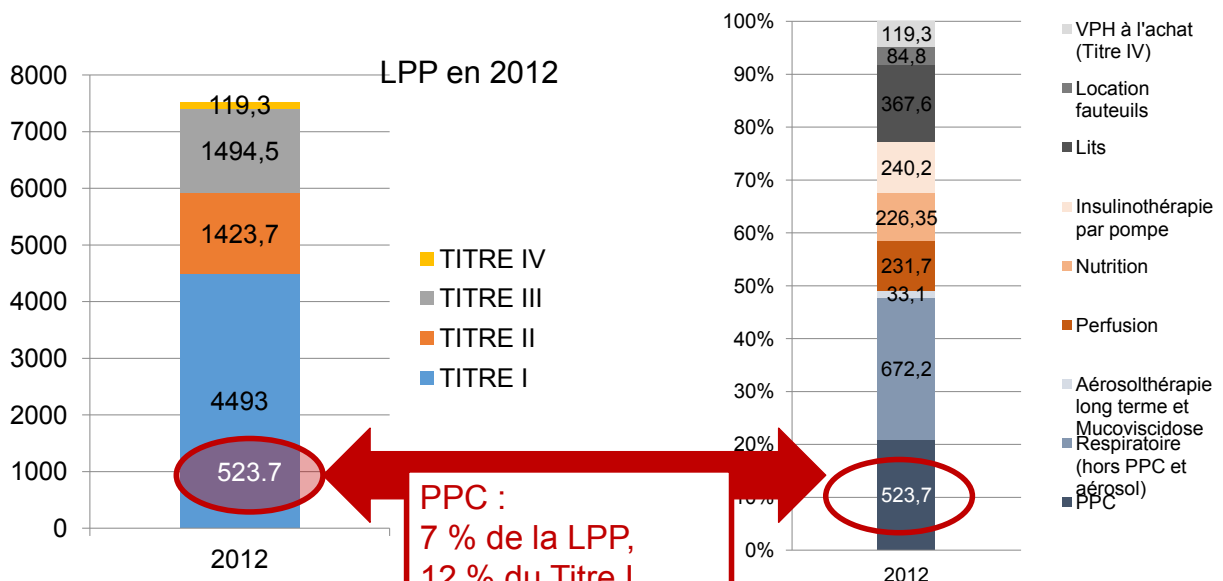 LPP en 2012
8000
7000
6000
5000
4000
3000
2000
1000
0
119,3
1494,5
1423,7
4493
523.7
2012
TITRE IV
TITRE III
TITRE II
TITRE I
PPC :
7 % de la LPP,
12 % du Titre I
100%
90%
80%
70%
60%
50%
40%
30%
20%
10%
0%
119,3
84,8
367,6
240,2
226,35
231,7
33,1
672,2
523,7
2012
VPH à l'achat
(Titre IV)
Location
fauteuils
Lits
Insulinothérapie
par pompe
Nutrition
Perfusion
Aérosolthérapie
long terme et
Mucoviscidose
Respiratoire
(hors PPC et
aérosol)
PPC